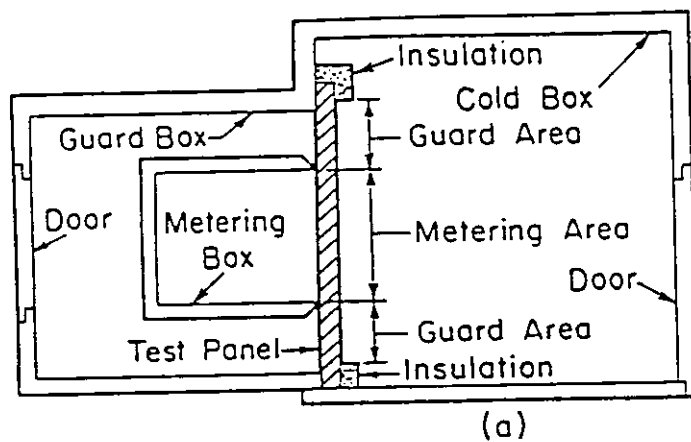 Insulation
Cold Box
Guard Box
Guard Area
Door
Metering
Box
Metering Area
Door
Test Panel
Guard Area
Insulation
(a)